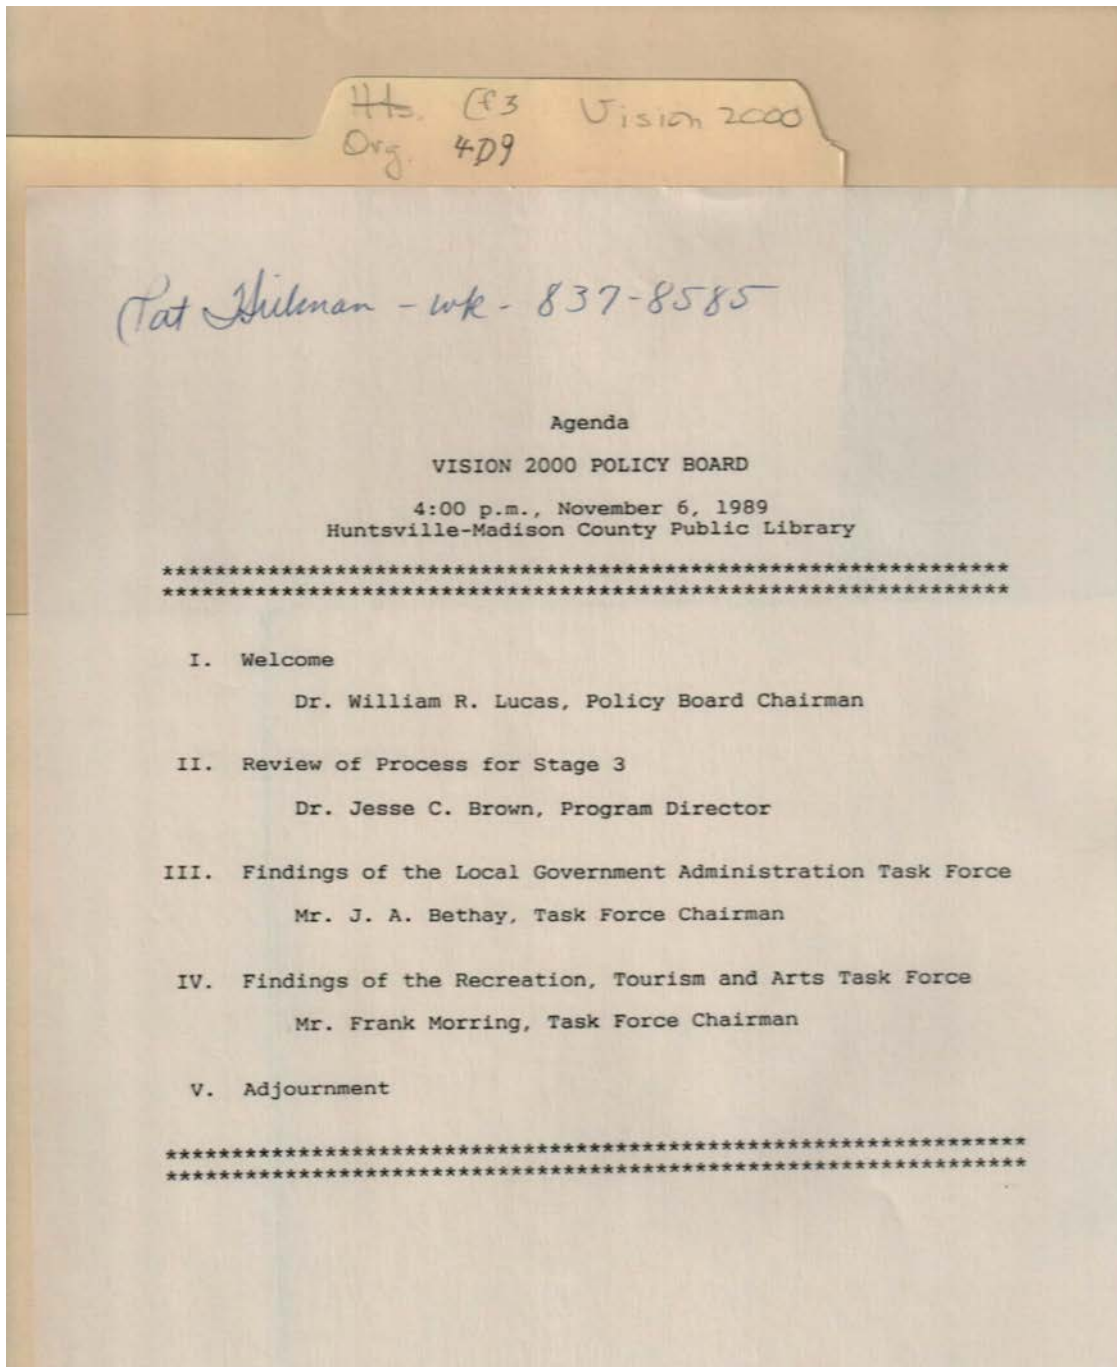 Hts. Cf3 Vision 2000
Org. 4D9
Pat - wk - 837-8585
Agenda
VISION 2000 POLICY BOARD
4:00 p.m., November 6, 1989
Huntsville-Madison County Public Library
****************************************************************
****************************************************************
I. Welcome
Dr. William R. Lucas, Policy Board Chairman
II. Review of Process for Stage 3
Dr. Jesse C. Brown, Program Director
III. Findings of the Local Government Administration Task Force
Mr. J. A. Bethay, Task Force Chairman
IV. Findings of the Recreation, Tourism and Arts Task Force
Mr. Frank Morring, Task Force Chairman
V. Adjournment
*****************************************************************
*****************************************************************